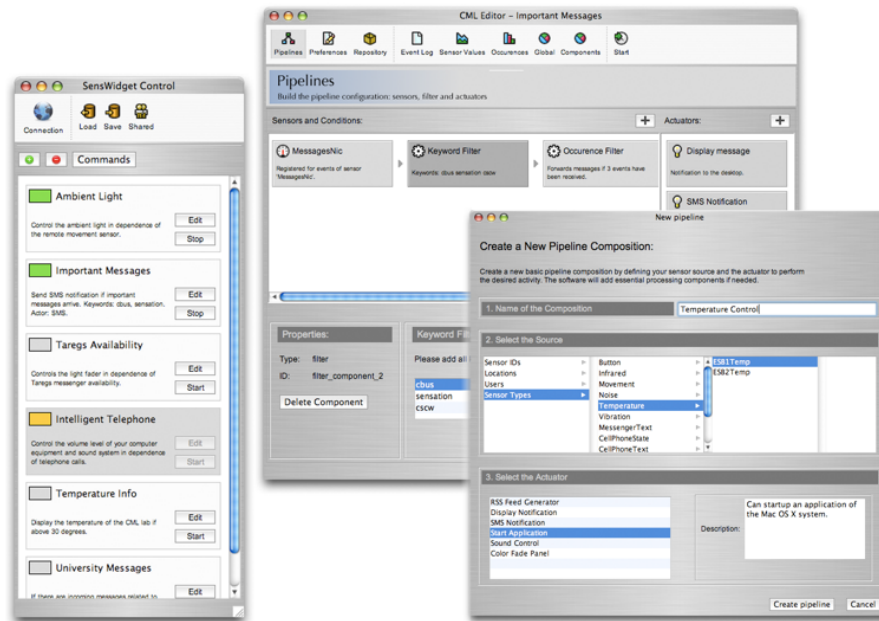 SensWidget Control
Connection
Load Save Shared
Commands
Ambient Light
Control the ambient light in dependence of
the remote movement sensor.
Edit
Stop
Important Messages
Send SMS notification if important
messages arrive. Keywords: cbus, sensation.
Actor: SMS.
Edit
Stop
Taregs Availability
Control the light fader in dependence of
Taregs messenger availability.
Edit
Start
Intelligent Telephone
Control the volume level of your computer
equipment and sound system in dependence
of telephone calls.
Edit
Start
Temperature Info
Display the temperature of the CML lab if
above 30 degrees.
Edit
Start
University Messages
If there are incoming messages related to
Edit
CML Editor - Important Messages
Pipelines Preferences Repository Event Log Sensor Values Occurences Global Components Start
Pipelines
Build the pipeline configuration: sensors, filter and actuators
Sensors and Conditions:
Actuators:
MessagesNic
Registered for events of sensor
'MessagesNic'.
Keyword Filter
Keywords: cbus sensation cscw
Occurence Filter
Forwards messages if 3 events have
been received.
Display message
Notification to the desktop.
SMS Notification
Properties:
Type: filter
ID: filter_component_2
Delete Component
Keyword Fil
Please add all
cbus
sensation
cscw
New pipeline
Create a New Pipeline Composition:
Create a new basic pipeline composition by defining your sensor source and the actuator to perform
the desired activity. The software will add essential processing components if needed.
1. Name of the Composition
Temperature Control
2. Select the Source
Sensor IDs
Locations
Users
Sensor Types
Button
Infrared
Movement
Noise
Temperature
Vibration
MessengerText
CellPhoneState
CellPhoneText
ESB1Temp
ESB2Temp
3. Select the Actuator
RSS Feed Generator
Display Notification
SMS Notification
Start Application
Sound Control
Color Fade Panel
Description:
Can startup an application of
the Mac OS X system.
Create pipeline
Cancel